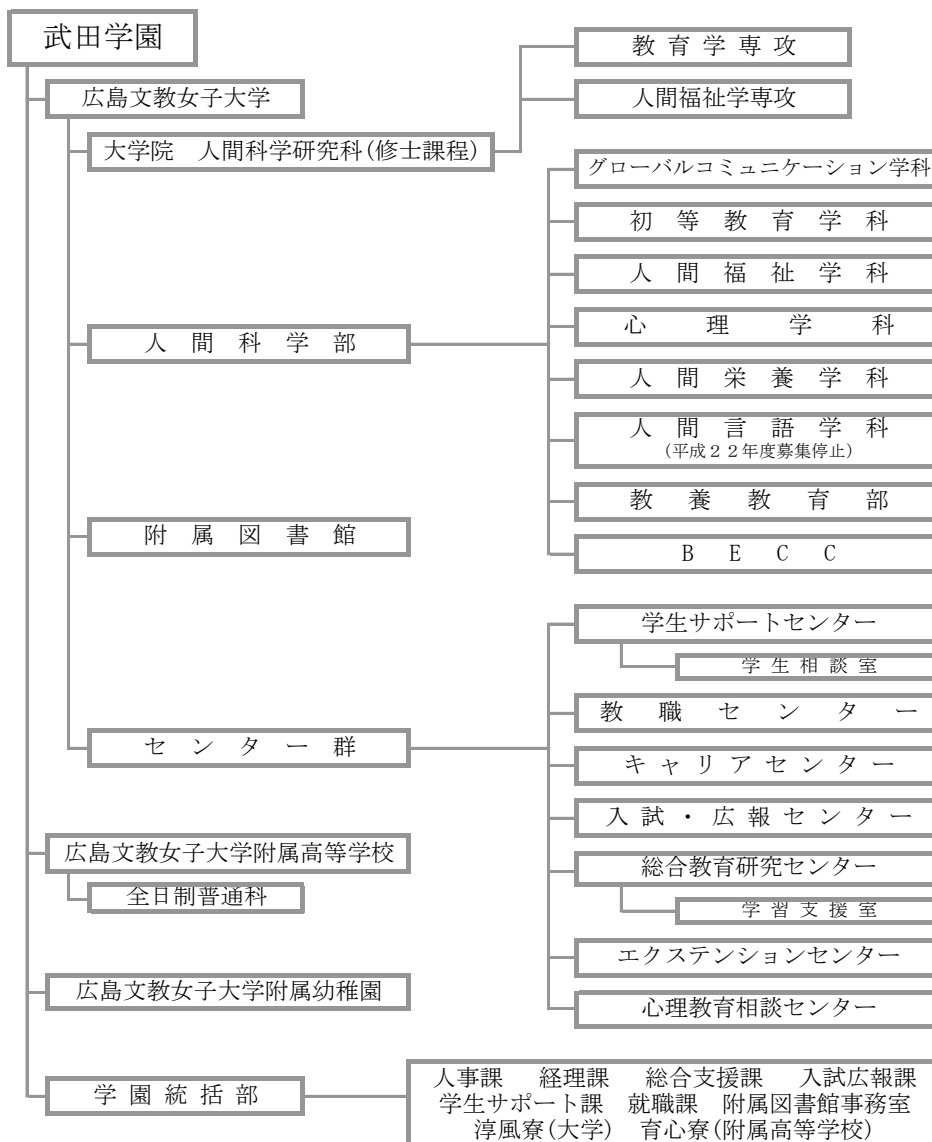 武田学園
教育学専攻
広島文教女子大学
人間福祉学専攻
大学院　人間科学研究科(修士課程)
グローバルコミュニケーション学科
初等教育学科
人間福祉学科
人間科学部
心理学科
人間栄養学科
人間言語学科
(平成２２年度募集停止)
教養教育部
附属図書館
ＢＥＣＣ
学生サポートセンター
学生相談室
教職センター
センター群
キャリアセンター
入試・広報センター
広島文教女子大学附属高等学校
総合教育研究センター
全日制普通科
学習支援室
エクステンションセンター
広島文教女子大学附属幼稚園
心理教育相談センター
学園統括部
人事課　経理課　総合支援課　入試広報課
学生サポート課　就職課　附属図書館事務室
淳風寮(大学)　育心寮(附属高等学校)